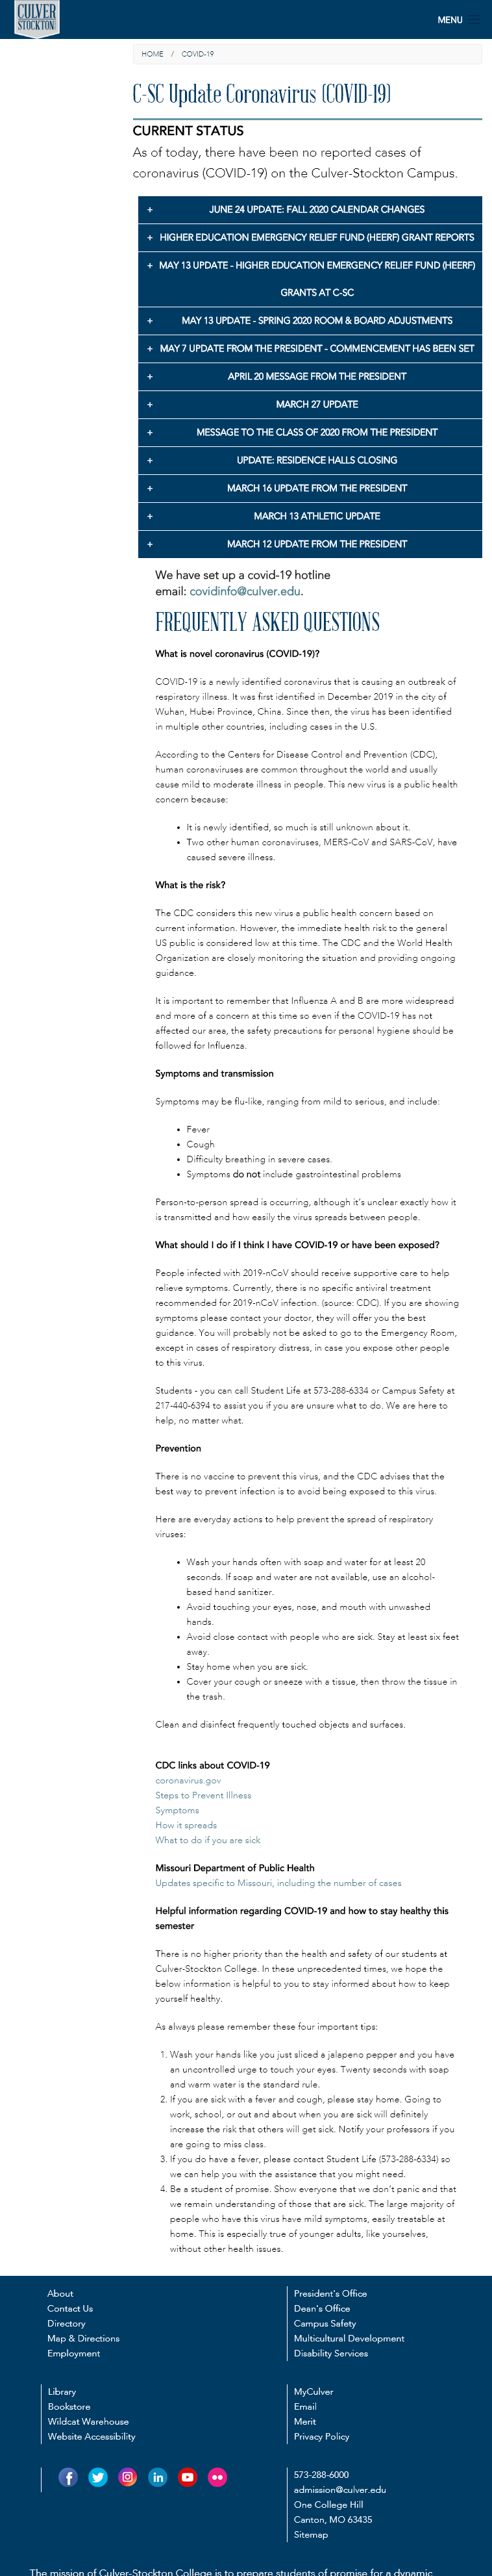 CULVER
STOCKTON
MENU
HOME / COVID-19
C-SC Update Coronavirus (COVID-19)
CURRENT STATUS
As of today, there have been no reported cases of
coronavirus (COVID-19) on the Culver-Stockton Campus.
+ JUNE 24 UPDATE: FALL 2020 CALENDAR CHANGES
+ HIGHER EDUCATION EMERGENCY RELIEF FUND (HEERF) GRANT REPORTS
+ MAY 13 UPDATE - HIGHER EDUCATION EMERGENCY RELIEF FUND (HEERF)
GRANTS AT C-SC
+ MAY 13 UPDATE - SPRING 2020 ROOM & BOARD ADJUSTMENTS
+ MAY 7 UPDATE FROM THE PRESIDENT - COMMENCEMENT HAS BEEN SET
+ APRIL 20 MESSAGE FROM THE PRESIDENT
+ MARCH 27 UPDATE
+ MESSAGE TO THE CLASS OF 2020 FROM THE PRESIDENT
+ UPDATE: RESIDENCE HALLS CLOSING
+ MARCH 16 UPDATE FROM THE PRESIDENT
+ MARCH 13 ATHLETIC UPDATE
+ MARCH 12 UPDATE FROM THE PRESIDENT
We have set up a covid-19 hotline
email: covidinfo@culver.edu.
FREQUENTLY ASKED QUESTIONS
What is novel coronavirus (COVID-19)?
COVID-19 is a newly identified coronavirus that is causing an outbreak of
respiratory illness. It was first identified in December 2019 in the city of
Wuhan, Hubei Province, China. Since then, the virus has been identified
in multiple other countries, including cases in the U.S.
According to the Centers for Disease Control and Prevention (CDC),
human coronaviruses are common throughout the world and usually
cause mild to moderate illness in people. This new virus is a public health
concern because:
• It is newly identified, so much is still unknown about it.
• Two other human coronaviruses, MERS-CoV and SARS-CoV, have
caused severe illness.
What is the risk?
The CDC considers this new virus a public health concern based on
current information. However, the immediate health risk to the general
US public is considered low at this time. The CDC and the World Health
Organization are closely monitoring the situation and providing ongoing
guidance.
It is important to remember that Influenza A and B are more widespread
and more of a concern at this time so even if the COVID-19 has not
affected our area, the safety precautions for personal hygiene should be
followed for Influenza.
Symptoms and transmission
Symptoms may be flu-like, ranging from mild to serious, and include:
• Fever
• Cough
• Difficulty breathing in severe cases.
• Symptoms do not include gastrointestinal problems
Person-to-person spread is occurring, although it's unclear exactly how it
is transmitted and how easily the virus spreads between people.
What should I do if I think I have COVID-19 or have been exposed?
People infected with 2019-nCoV should receive supportive care to help
relieve symptoms. Currently, there is no specific antiviral treatment
recommended for 2019-nCoV infection. (source: CDC). If you are showing
symptoms please contact your doctor, they will offer you the best
guidance. You will probably not be asked to go to the Emergency Room,
except in cases of respiratory distress, in case you expose other people
to this virus.
Students - you can call Student Life at 573-288-6334 or Campus Safety at
217-440-6394 to assist you if you are unsure what to do. We are here to
help, no matter what.
Prevention
There is no vaccine to prevent this virus, and the CDC advises that the
best way to prevent infection is to avoid being exposed to this virus.
Here are everyday actions to help prevent the spread of respiratory
viruses:
• Wash your hands often with soap and water for at least 20
seconds. If soap and water are not available, use an alcohol-
based hand sanitizer.
• Avoid touching your eyes, nose, and mouth with unwashed
hands.
• Avoid close contact with people who are sick. Stay at least six feet
away.
• Stay home when you are sick.
• Cover your cough or sneeze with a tissue, then throw the tissue in
the trash.
Clean and disinfect frequently touched objects and surfaces.
CDC links about COVID-19
coronavirus.gov
Steps to Prevent Illness
Symptoms
How it spreads
What to do if you are sick
Missouri Department of Public Health
Updates specific to Missouri, including the number of cases
Helpful information regarding COVID-19 and how to stay healthy this
semester
There is no higher priority than the health and safety of our students at
Culver-Stockton College. In these unprecedented times, we hope the
below information is helpful to you to stay informed about how to keep
yourself healthy.
As always please remember these four important tips:
1. Wash your hands like you just sliced a jalapeno pepper and you have
an uncontrolled urge to touch your eyes. Twenty seconds with soap
and warm water is the standard rule.
2. If you are sick with a fever and cough, please stay home. Going to
work, school, or out and about when you are sick will definitely
increase the risk that others will get sick. Notify your professors if you
are going to miss class.
3. If you do have a fever, please contact Student Life (573-288-6334) so
we can help you with the assistance that you might need.
4. Be a student of promise. Show everyone that we don't panic and that
we remain understanding of those that are sick. The large majority of
people who have this virus have mild symptoms, easily treatable at
home. This is especially true of younger adults, like yourselves,
without other health issues.
About
Contact Us
Directory
Map & Directions
Employment
President's Office
Dean's Office
Campus Safety
Multicultural Development
Disability Services
Library
Bookstore
Wildcat Warehouse
Website Accessibility
MyCulver
Email
Merit
Privacy Policy
573-288-6000
admission@culver.edu
One College Hill
Canton, MO 63435
Sitemap
The mission of Culver-Stockton College is to prepare students of promise for a dynamic